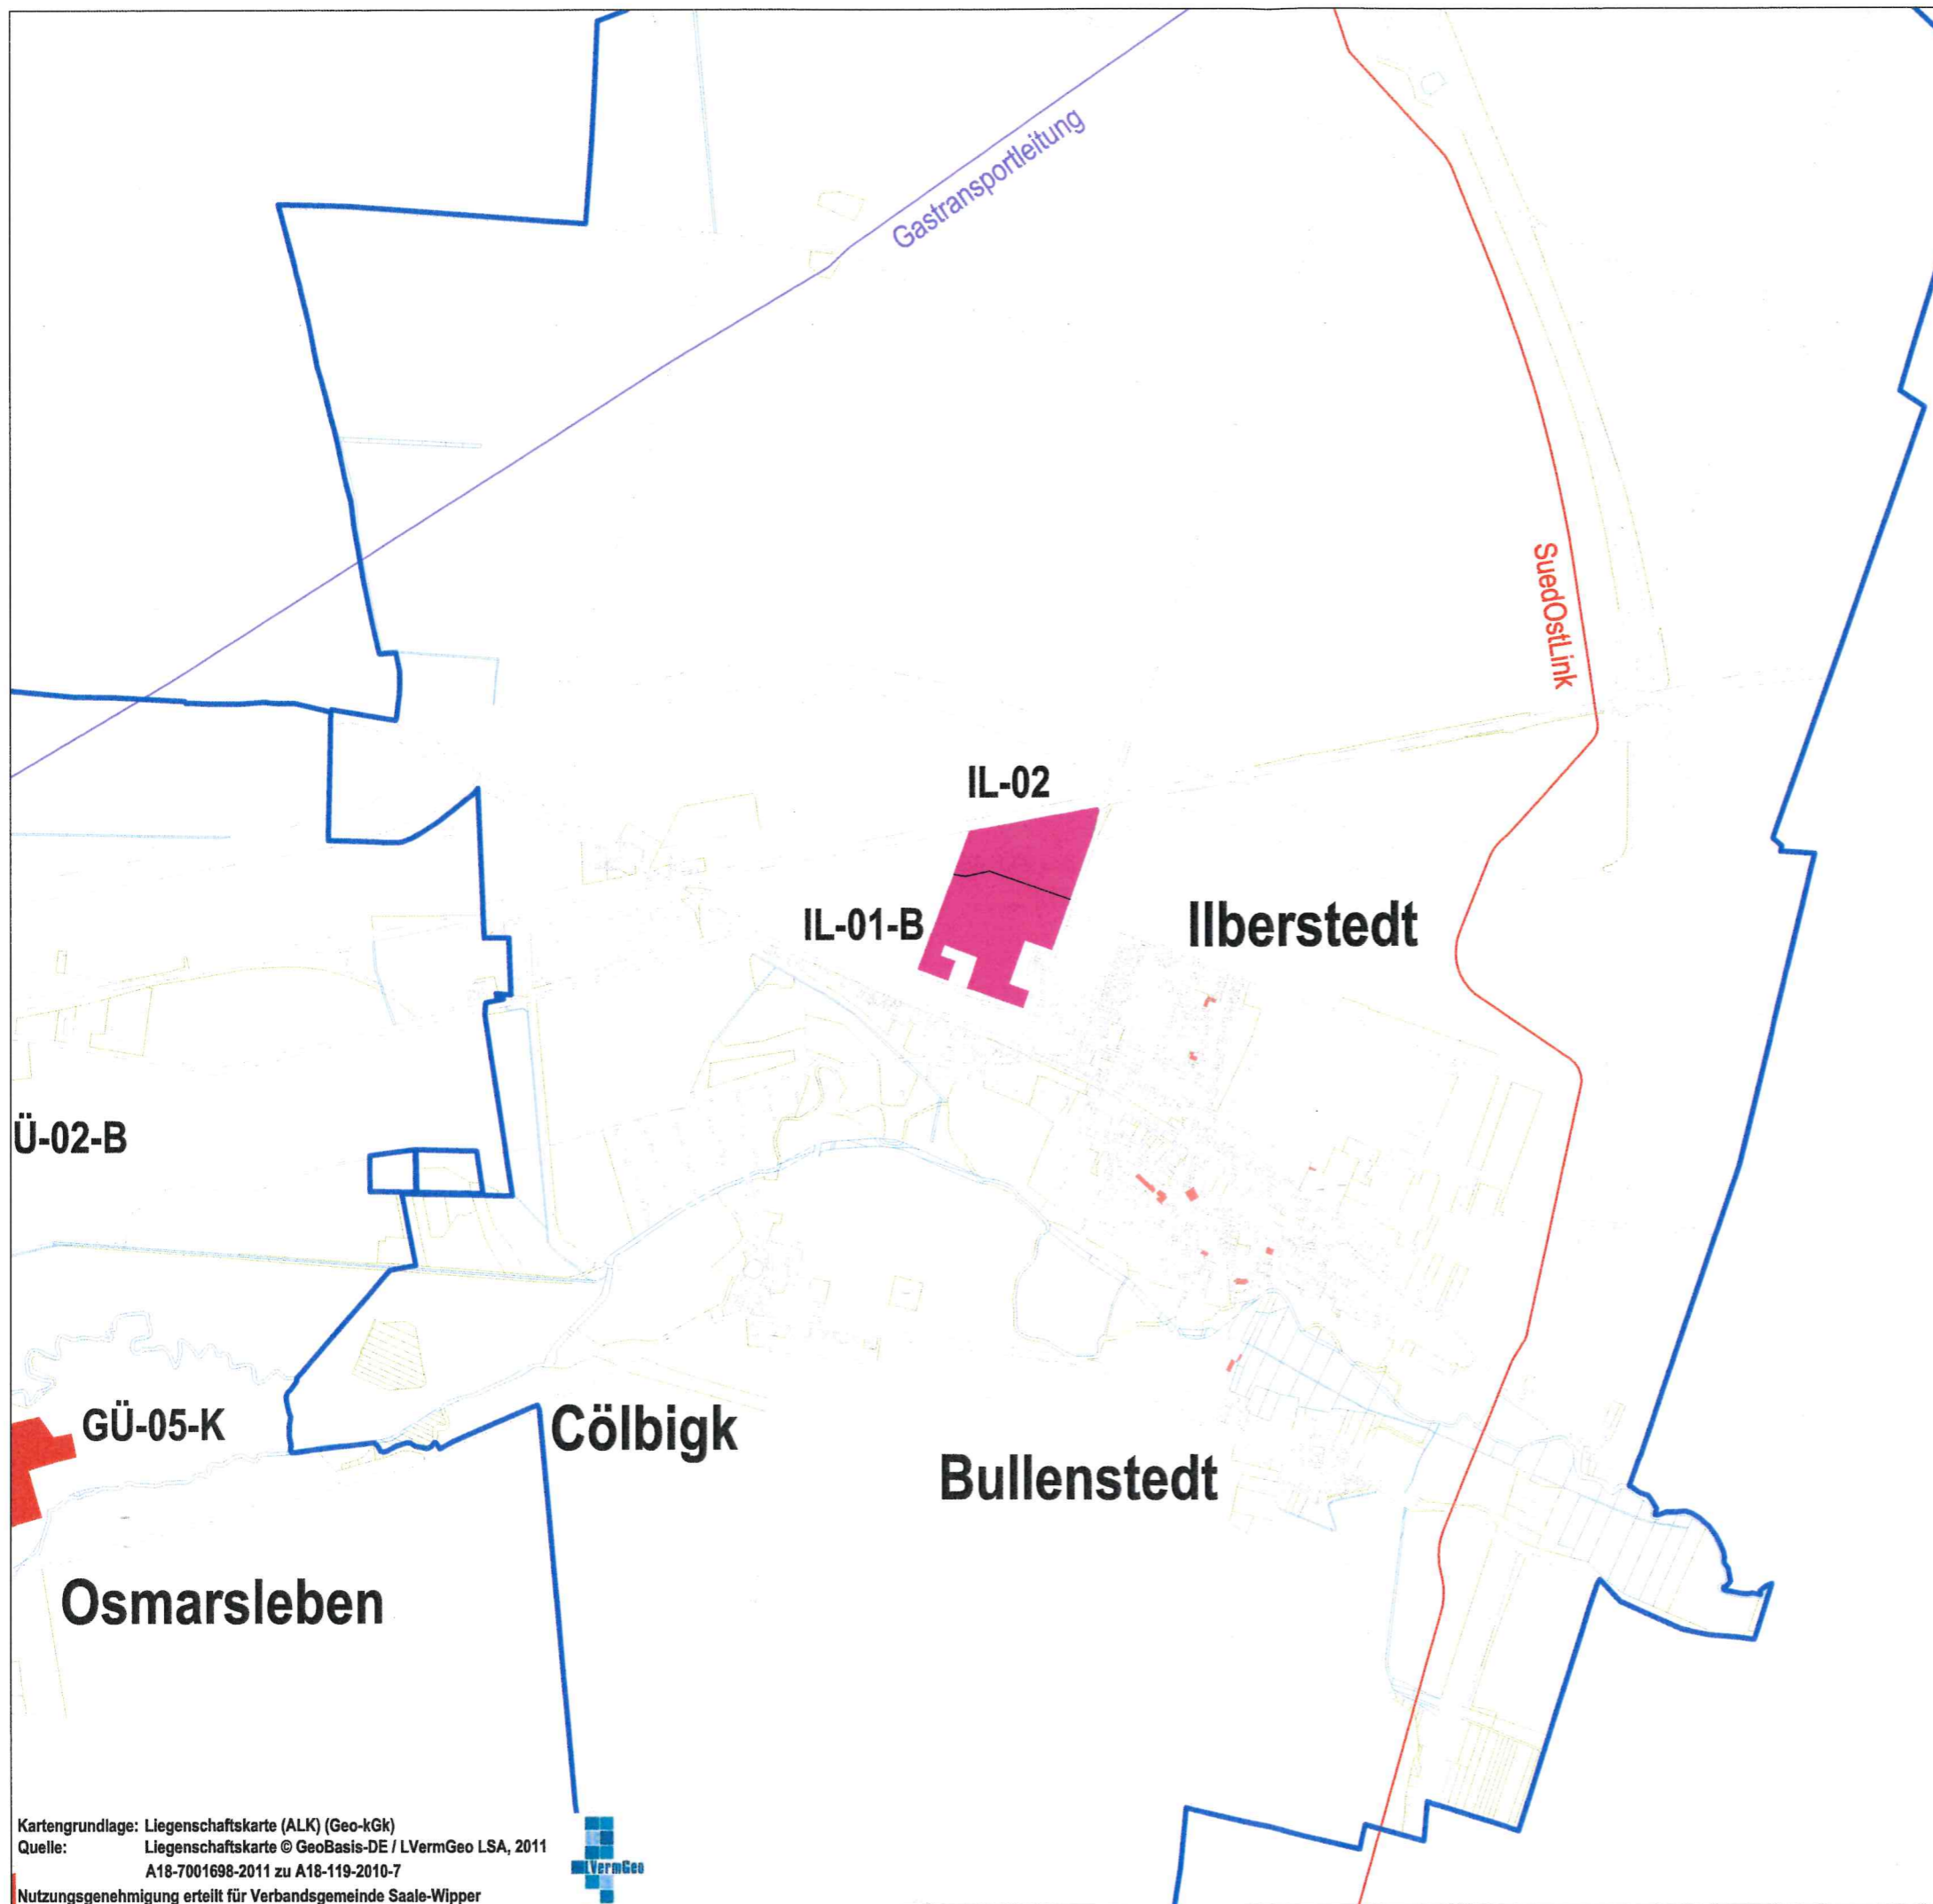 Gastransportleitung
SuedOstLink
IL-02
IL-01-B
Ilberstedt
Ü-02-B
GÜ-05-K
Cölbigk
Bullenstedt
Osmarsleben
Kartengrundlage: Liegenschaftskarte (ALK) (Geo-kGk)
Quelle: Liegenschaftskarte © GeoBasis-DE / LVermGeo LSA, 2011
A18-7001698-2011 zu A18-119-2010-7
Nutzungsgenehmigung erteilt für Verbandsgemeinde Saale-Wipper
LVermGeo